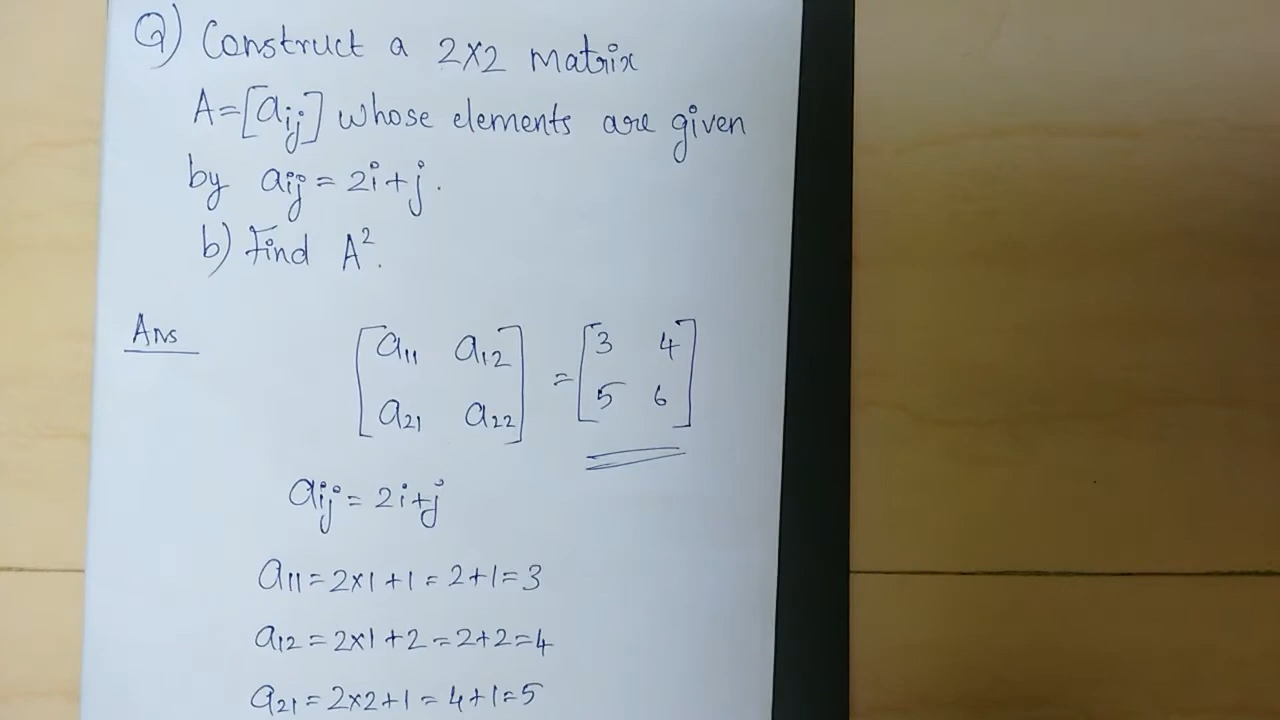 Q) Construct a 2x2 matrix
A=[aij] whose elements are given
by aij = 2i+j.
b) Find A².
Ans
[a11 a12 = [3 4
a21 a22] 5 6]
aij = 2i+j
a11 = 2x1+1 = 2+1=3
a12 = 2x1+2 = 2+2=4
a21 = 2x2+1 = 4+1=5